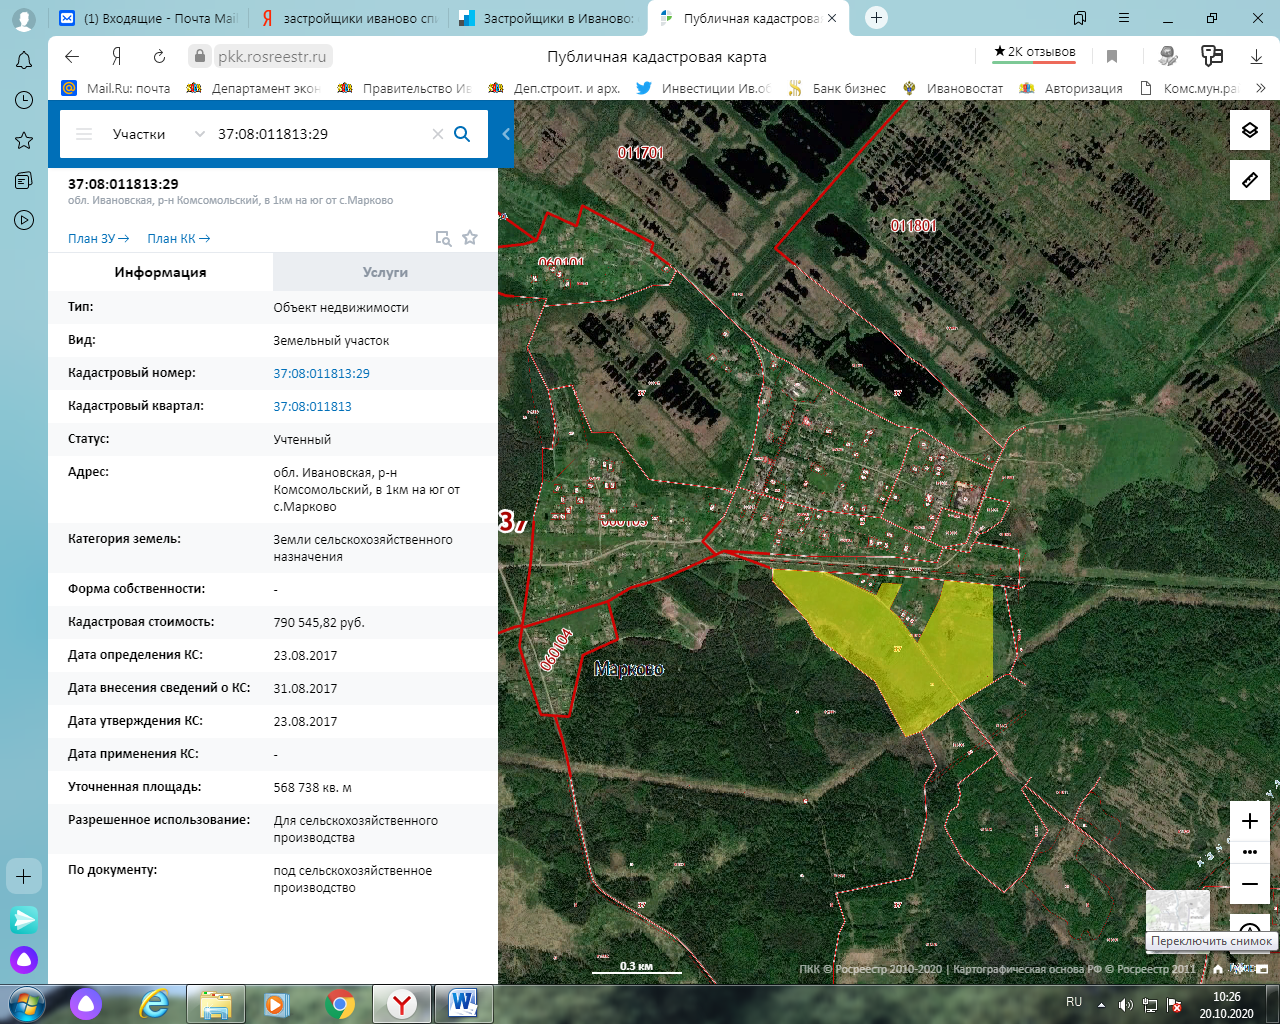 (1) Входящие - Почта Mail
застройщики иваново спи
Застройщики в Иваново:
Публичная кадастрова
pkk.rosreestr.ru
Публичная кадастровая карта
★ 2К отзывов
Mail.Ru: почта
Департамент экон
Правительство Ив
Деп.строит. и арх.
Инвестиции Ив.об
Банк бизнес
Ивановостат
Авторизация
Комс.мун.ра
Участки
37:08:011813:29
37:08:011813:29
обл. Ивановская, р-н Комсомольский, в 1км на юг от с.Марково
План ЗУ →
План КК →
Информация
Услуги
Тип:
Объект недвижимости
Вид:
Земельный участок
Кадастровый номер:
37:08:011813:29
Кадастровый квартал:
37:08:011813
Статус:
Учтенный
Адрес:
обл. Ивановская, р-н
Комсомольский, в 1км на юг от
с.Марково
Категория земель:
Земли сельскохозяйственного
назначения
Форма собственности:
-
Кадастровая стоимость:
790 545,82 руб.
Дата определения КС:
23.08.2017
Дата внесения сведений о КС:
31.08.2017
Дата утверждения КС:
23.08.2017
Дата применения КС:
-
Уточненная площадь:
568 738 кв. м
Разрешенное использование:
Для сельскохозяйственного
производства
По документу:
под сельскохозяйственное
производство
011701
011801
060101
37
060103
060104
Марково
0.3 км
Переключить снимок
ПКК © Росреестр 2010-2020 | Картографическая основа РФ © Росреестр 2011
RU
10:26
20.10.2020